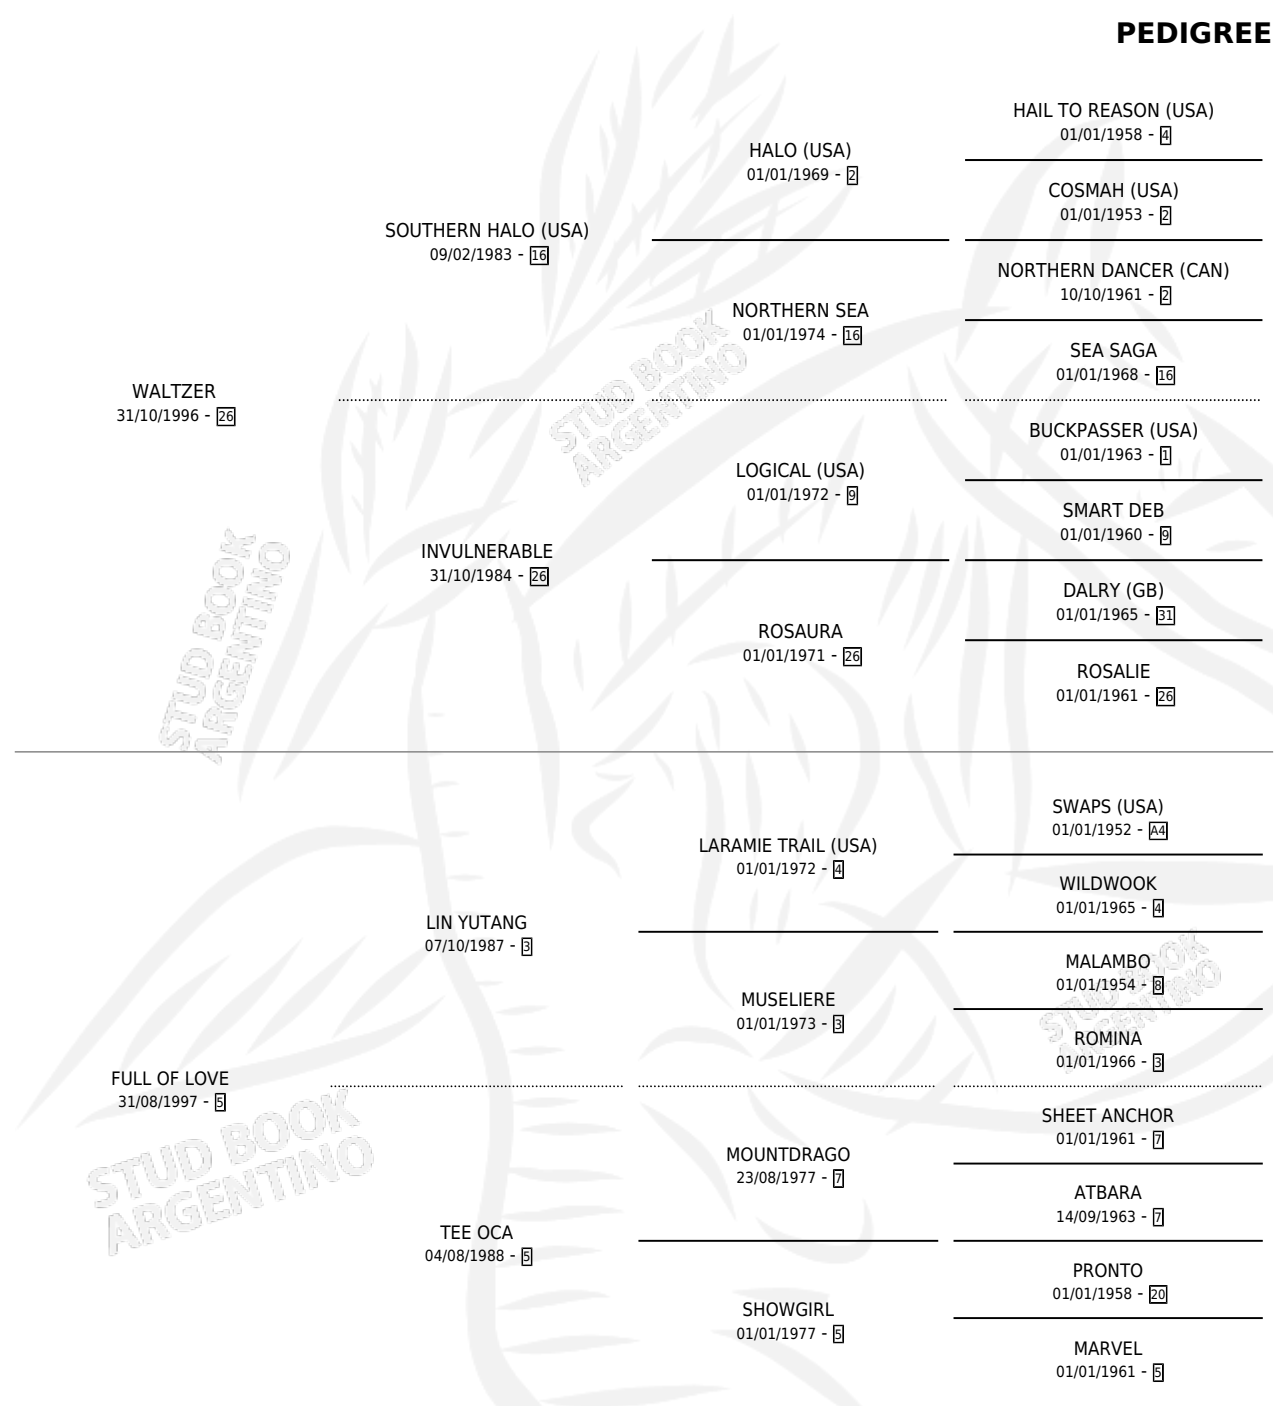 PEDIGREE
HAIL TO REASON (USA)
01/01/1958 - 4
HALO (USA)
01/01/1969 - 2
COSMAH (USA)
01/01/1953 - 2
SOUTHERN HALO (USA)
09/02/1983 - 16
NORTHERN DANCER (CAN)
10/10/1961 - 2
NORTHERN SEA
01/01/1974 - 16
SEA SAGA
01/01/1968 - 16
STUD BOOK
ARGENTINO
WALTZER
31/10/1996 - 26
BUCKPASSER (USA)
01/01/1963 - 1
LOGICAL (USA)
01/01/1972 - 9
SMART DEB
01/01/1960 - 9
INVULNERABLE
31/10/1984 - 26
DALRY (GB)
01/01/1965 - 31
ROSAURA
01/01/1971 - 26
ROSALIE
01/01/1961 - 26
STUD BOOK
ARGENTINO
SWAPS (USA)
01/01/1952 - A4
LARAMIE TRAIL (USA)
01/01/1972 - 4
WILDWOOK
01/01/1965 - 4
LIN YUTANG
07/10/1987 - 3
MALAMBO
01/01/1954 - 8
MUSELIERE
01/01/1973 - 3
ROMINA
01/01/1966 - 3
STUD BOOK
ARGENTINO
FULL OF LOVE
31/08/1997 - 5
SHEET ANCHOR
01/01/1961 - 7
MOUNTDRAGO
23/08/1977 - 7
ATBARA
14/09/1963 - 7
STUD BOOK
ARGENTINO
TEE OCA
04/08/1988 - 5
PRONTO
01/01/1958 - 20
SHOWGIRL
01/01/1977 - 5
MARVEL
01/01/1961 - 5